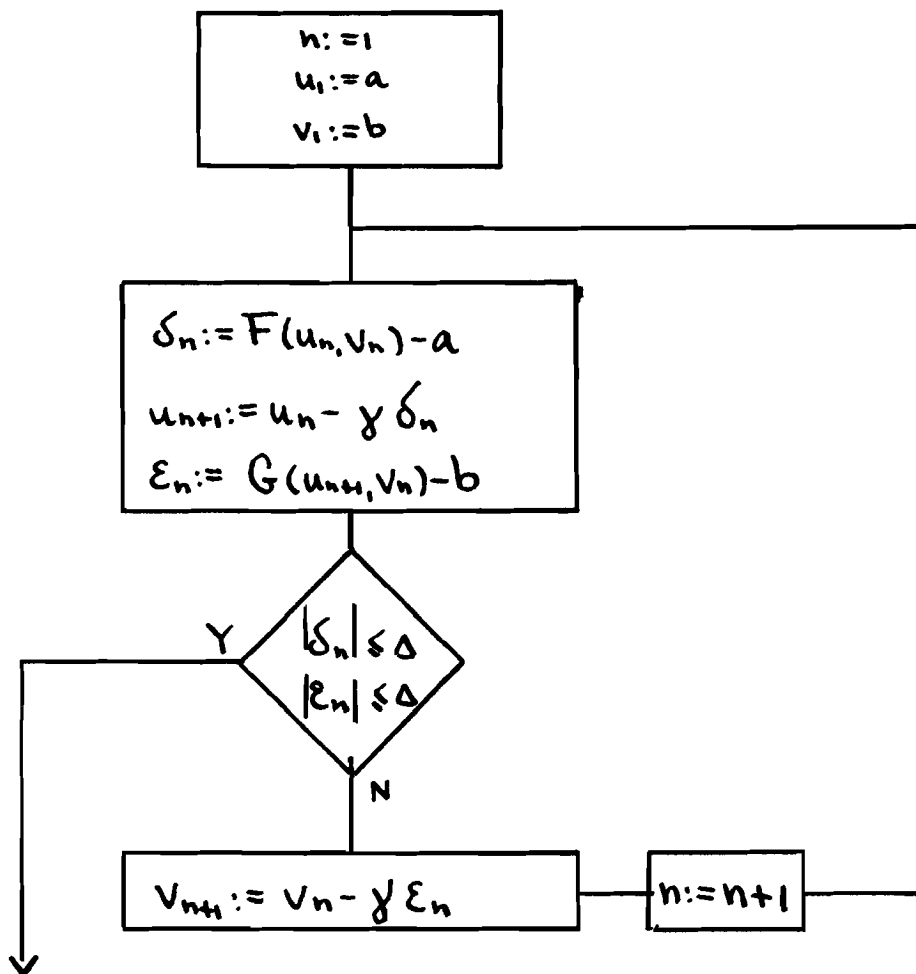 n:=1
u₁:=a
v₁:=b
δₙ:=F(uₙ,vₙ)-a
uₙ₊₁:=uₙ-γδₙ
εₙ:=G(uₙ₊₁,vₙ)-b
Y
|δₙ|≤Δ
|εₙ|≤Δ
N
vₙ₊₁:=vₙ-γεₙ
n:=n+1